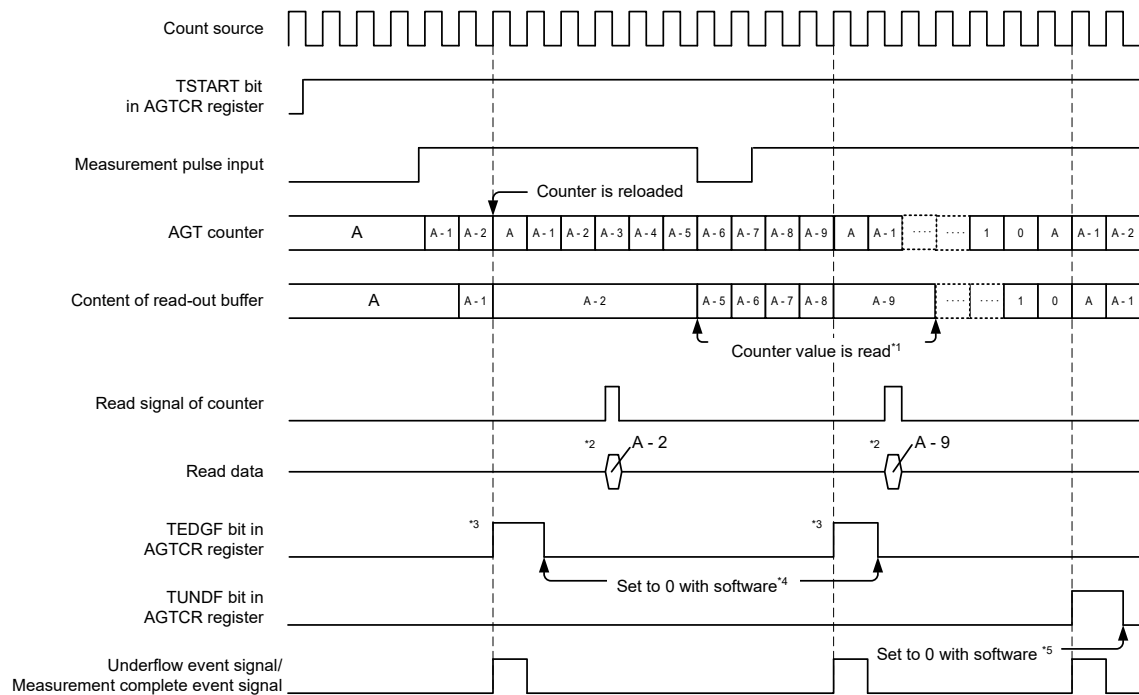 Count source
TSTART bit
in AGTCR register
Measurement pulse input
Counter is reloaded
AGT counter
A A - 1 A - 2 A A - 1 A - 2 A - 3 A - 4 A - 5 A - 6 A - 7 A - 8 A - 9 A A - 1 ···· ···· 1 0 A A - 1 A - 2
Content of read-out buffer
A A - 1 A - 2 A - 5 A - 6 A - 7 A - 8 A - 9 ···· ···· 1 0 A A - 1
Counter value is read*1
Read signal of counter
*2 A - 2 *2 A - 9
Read data
TEDGF bit in
AGTCR register
*3 *3
Set to 0 with software*4
TUNDF bit in
AGTCR register
Set to 0 with software *5
Underflow event signal/
Measurement complete event signal